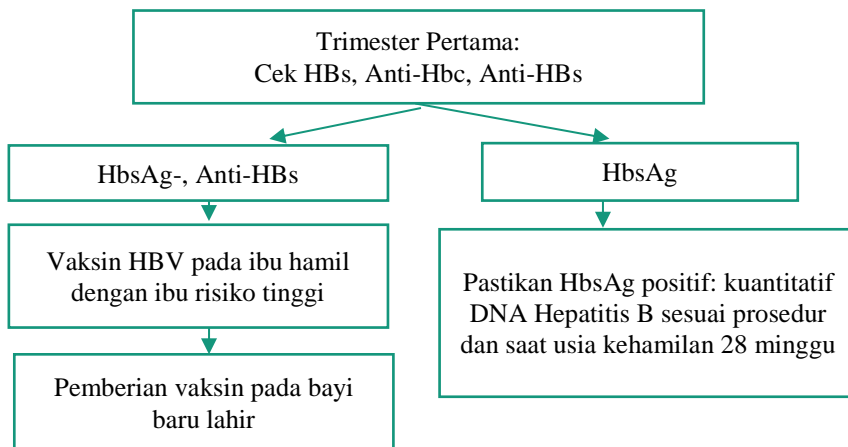 Trimester Pertama:
Cek HBs, Anti-Hbc, Anti-HBs
HbsAg-, Anti-HBs
HbsAg
Vaksin HBV pada ibu hamil
dengan ibu risiko tinggi
Pastikan HbsAg positif: kuantitatif
DNA Hepatitis B sesuai prosedur
dan saat usia kehamilan 28 minggu
Pemberian vaksin pada bayi
baru lahir